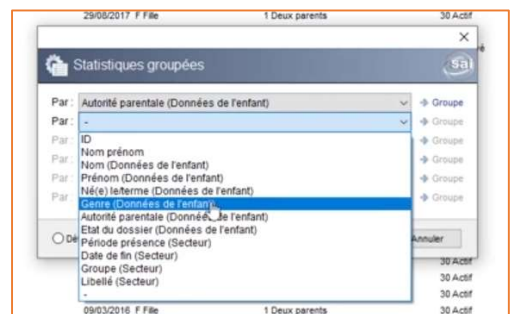 29/08/2017 F Fille 1 Deux parents 30 Actif
Statistiques groupées
sai
Par : Autorité parentale (Données de l'enfant) Groupe
Par : - Groupe
Par : Groupe
Par : Groupe
Par : Groupe
Par : Groupe
ID
Nom prénom
Nom (Données de l'enfant)
Prénom (Données de l'enfant)
Né(e) le/terme (Données de l'enfant)
Genre (Données de l'enfant)
Autorité parentale (Données de l'enfant)
Etat du dossier (Données de l'enfant)
Période présence (Secteur)
Date de fin (Secteur)
Groupe (Secteur)
Libellé (Secteur)
-
Dé Annuler
30 Actif
30 Actif
30 Actif
09/03/2016 F Fille 1 Deux parents 30 Actif